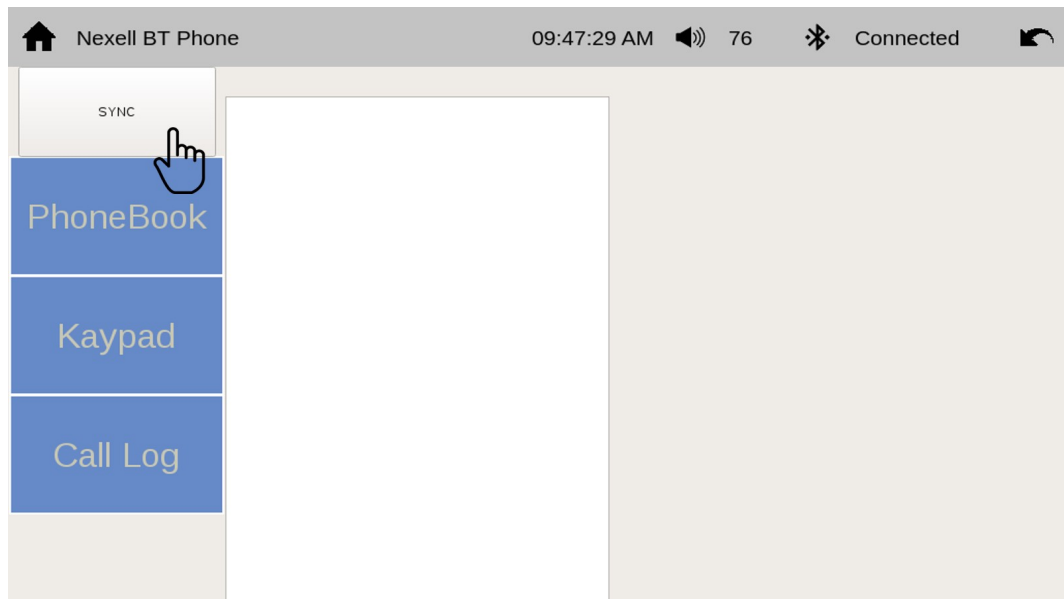 Nexell BT Phone 09:47:29 AM 76 Connected
SYNC
PhoneBook
Kaypad
Call Log